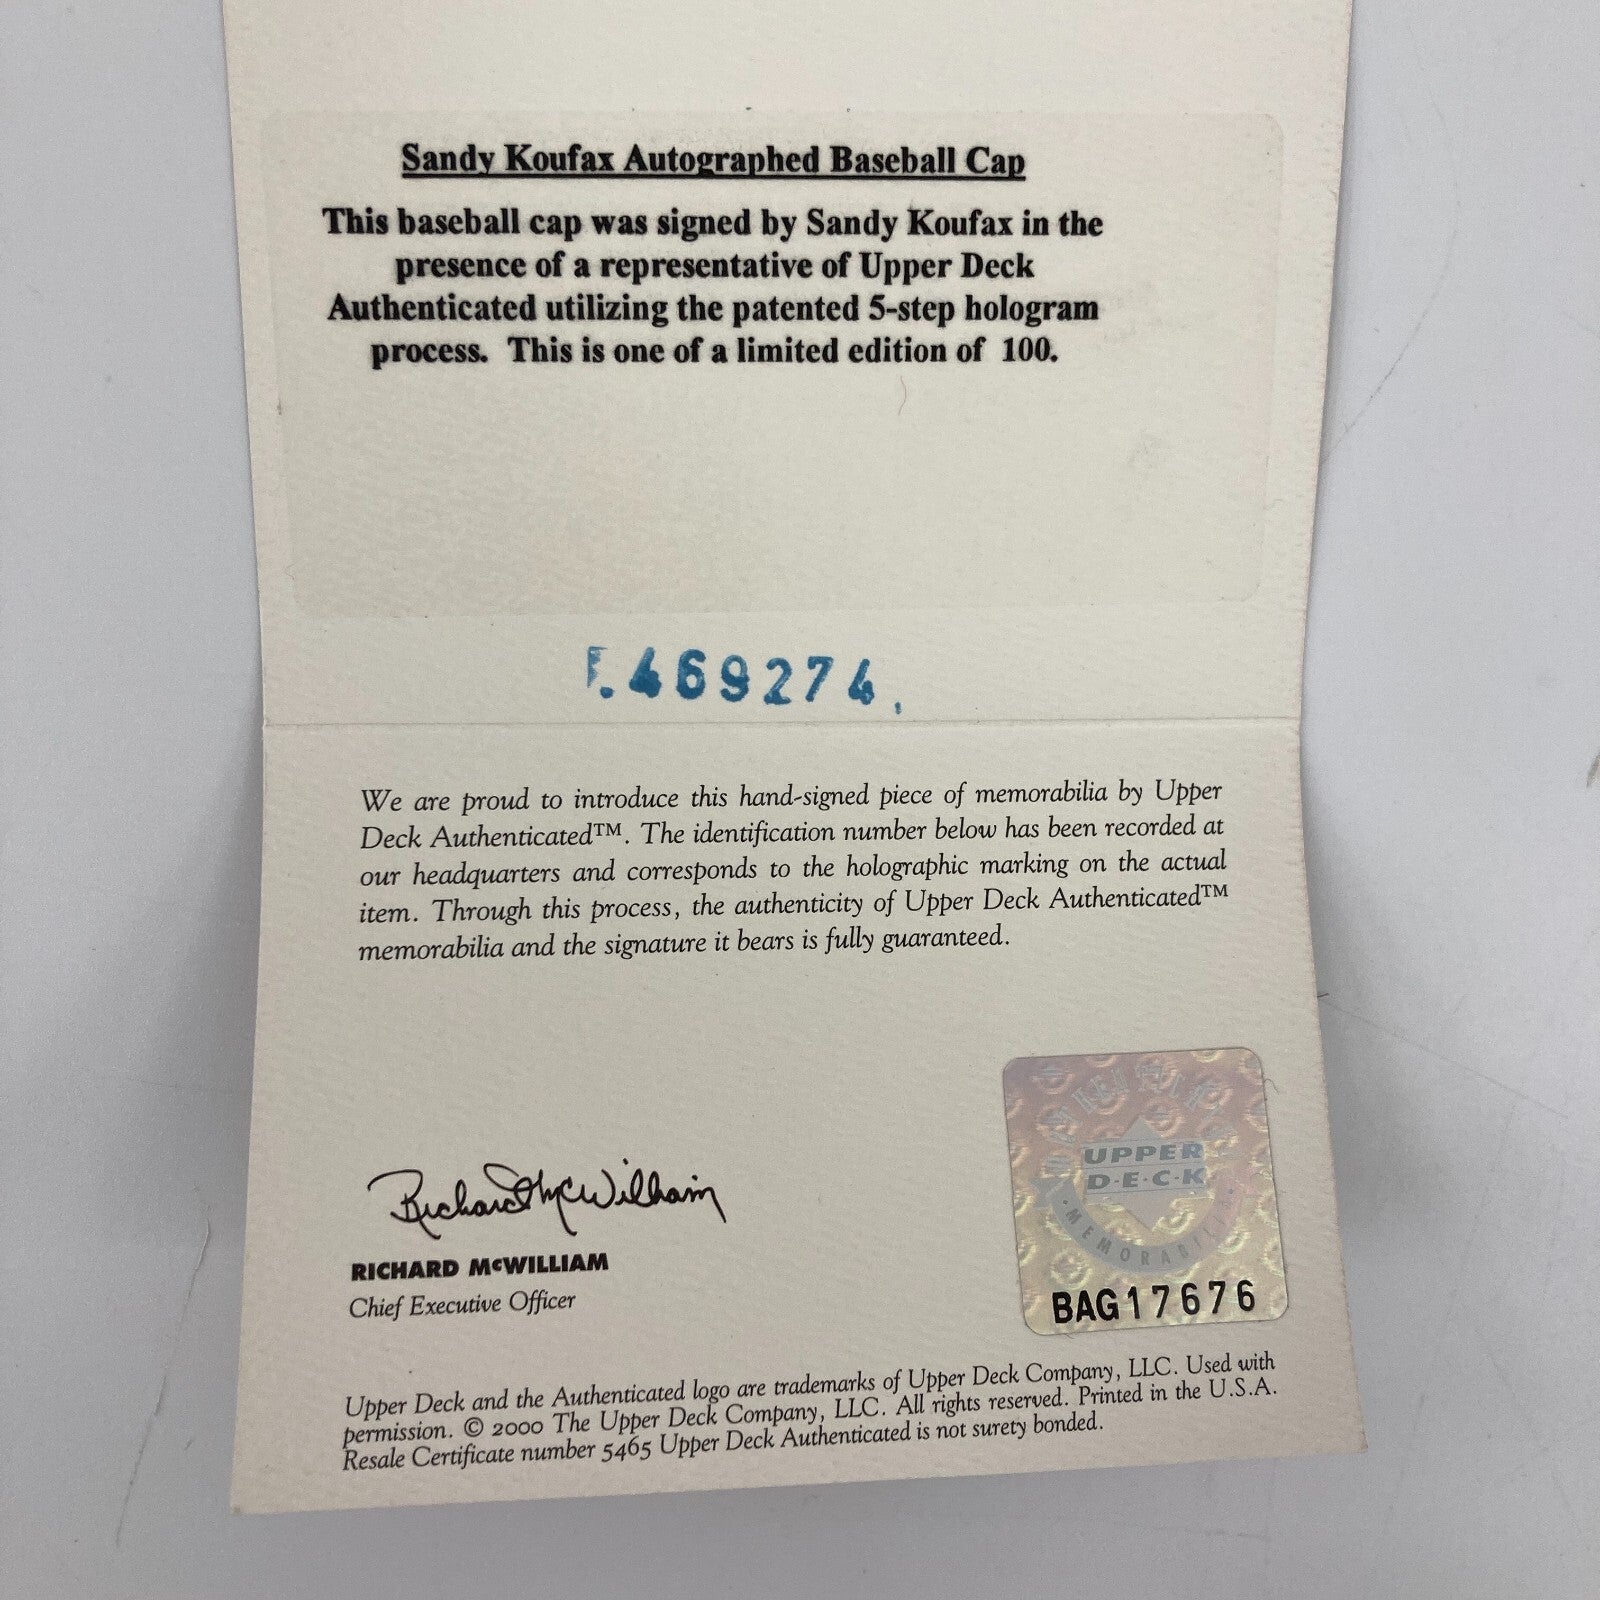 Sandy Koufax Autographed Baseball Cap
This baseball cap was signed by Sandy Koufax in the
presence of a representative of Upper Deck
Authenticated utilizing the patented 5-step hologram
process. This is one of a limited edition of 100.
469274
We are proud to introduce this hand-signed piece of memorabilia by Upper
Deck Authenticated™. The identification number below has been recorded at
our headquarters and corresponds to the holographic marking on the actual
item. Through this process, the authenticity of Upper Deck Authenticated™
memorabilia and the signature it bears is fully guaranteed.
UPPER
D·E·C·K
·MEMORABILIA·
BAG17676
Richard McWilliam
RICHARD McWILLIAM
Chief Executive Officer
Upper Deck and the Authenticated logo are trademarks of Upper Deck Company, LLC. Used with
permission. © 2000 The Upper Deck Company, LLC. All rights reserved. Printed in the U.S.A.
Resale Certificate number 5465 Upper Deck Authenticated is not surety bonded.